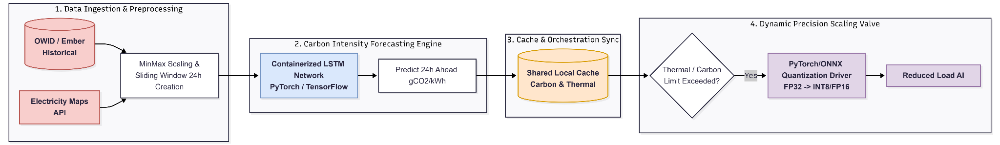 1. Data Ingestion & Preprocessing
OWID / Ember
Historical
Electricity Maps
API
MinMax Scaling &
Sliding Window 24h
Creation
2. Carbon Intensity Forecasting Engine
Containerized LSTM
Network
PyTorch / TensorFlow
Predict 24h Ahead
gCO2/kWh
3. Cache & Orchestration Sync
Shared Local Cache
Carbon & Thermal
4. Dynamic Precision Scaling Valve
Thermal / Carbon
Limit Exceeded?
Yes
PyTorch/ONNX
Quantization Driver
FP32 -> INT8/FP16
Reduced Load AI